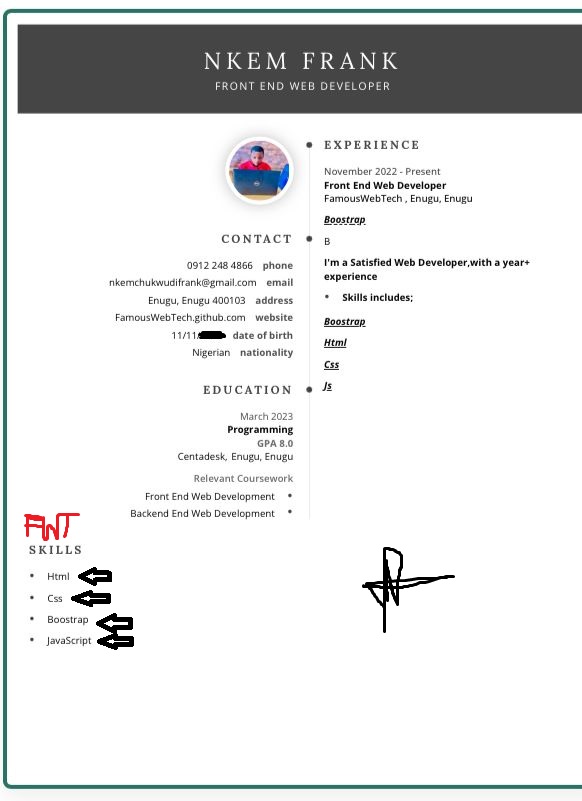 NKEM FRANK
FRONT END WEB DEVELOPER
CONTACT
0912 248 4866 phone
nkemchukwudifrank@gmail.com email
Enugu, Enugu 400103 address
FamousWebTech.github.com website
11/11/ date of birth
Nigerian nationality
EDUCATION
March 2023
Programming
GPA 8.0
Centadesk, Enugu, Enugu
Relevant Coursework
Front End Web Development •
Backend End Web Development •
EXPERIENCE
November 2022 - Present
Front End Web Developer
FamousWebTech , Enugu, Enugu
Boostrap
B
I'm a Satisfied Web Developer,with a year+
experience
• Skills includes;
Boostrap
Html
Css
Js
SKILLS
• Html
• Css
• Boostrap
• JavaScript